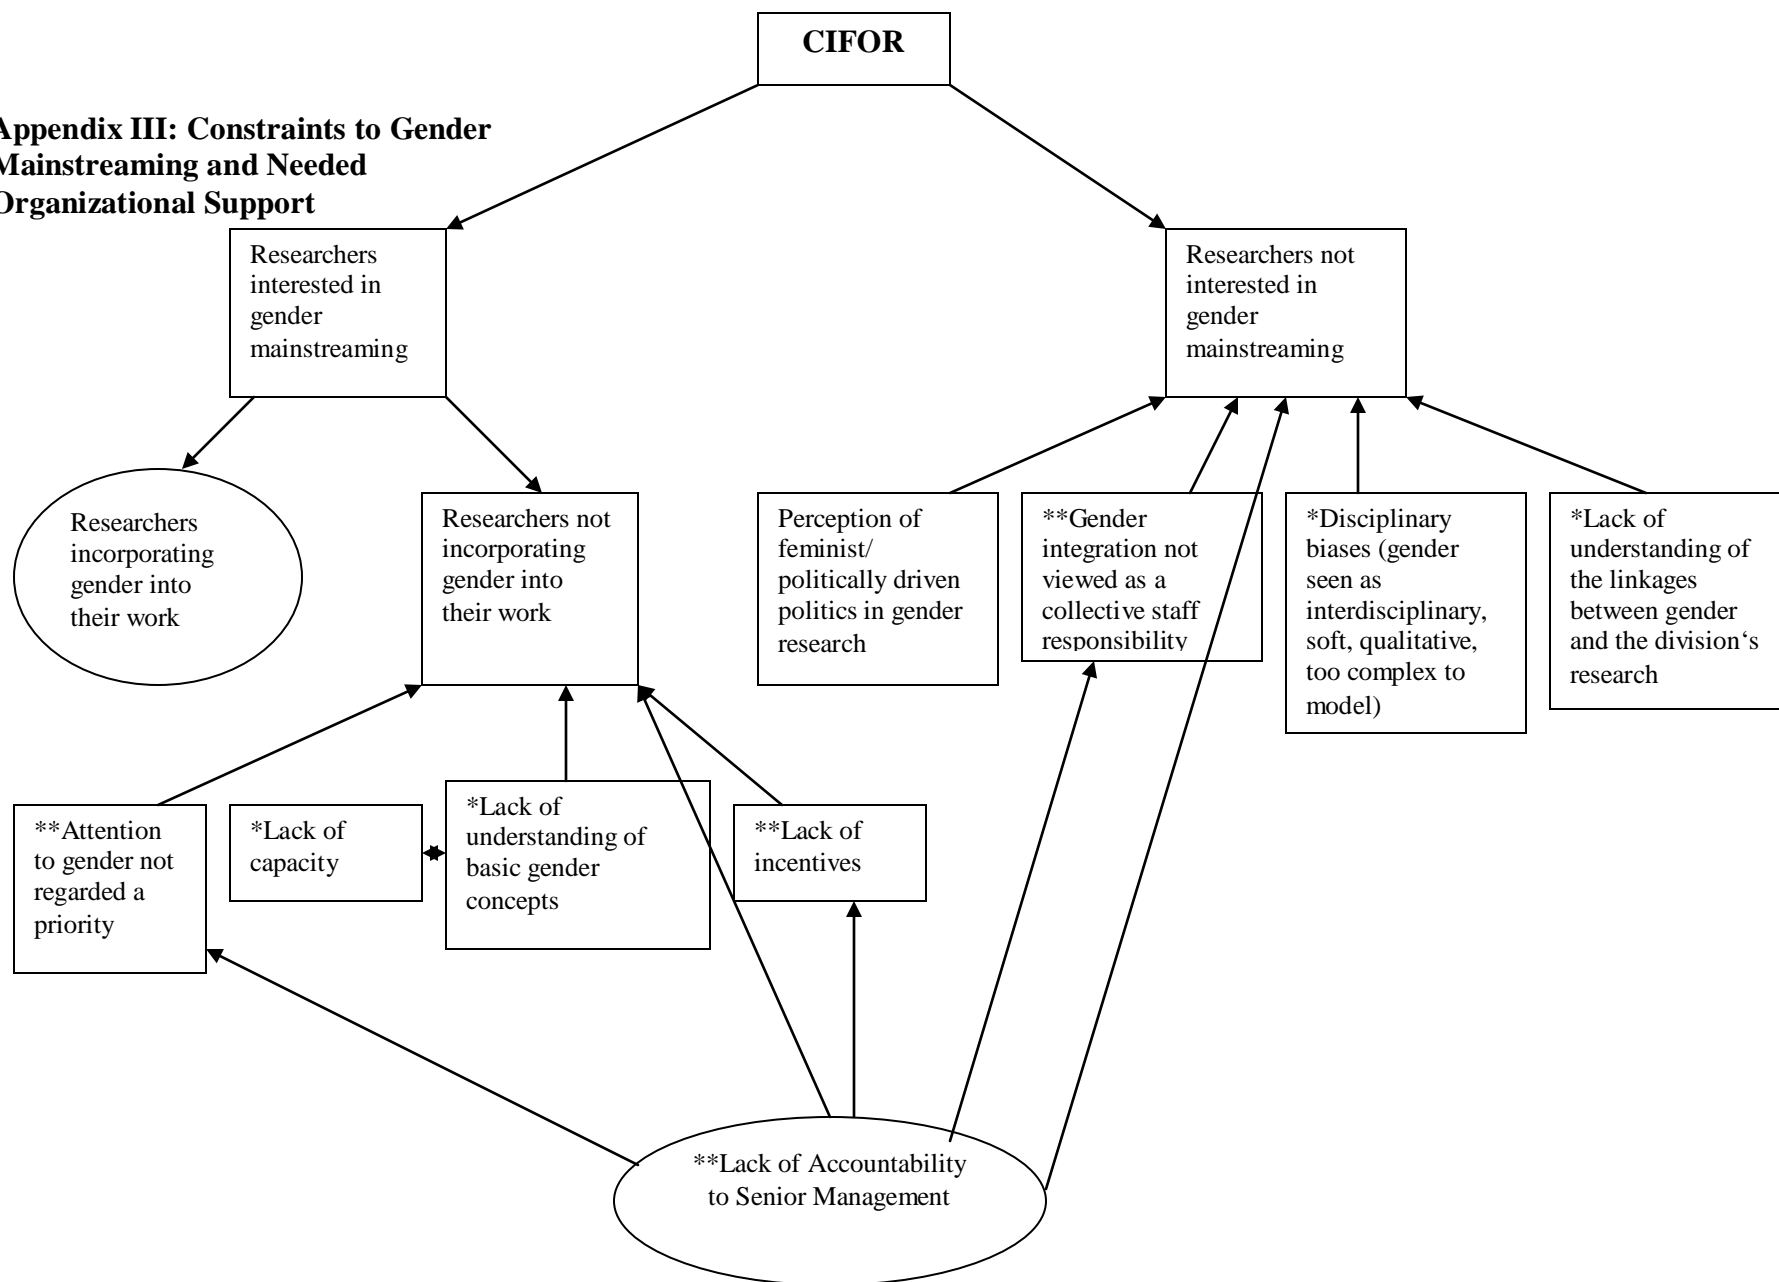 CIFOR
Appendix III: Constraints to Gender
Mainstreaming and Needed
Organizational Support
Researchers
interested in
gender
mainstreaming
Researchers not
interested in
gender
mainstreaming
Researchers
incorporating
gender into
their work
Researchers not
incorporating
gender into
their work
Perception of
feminist/
politically driven
politics in gender
research
**Gender
integration not
viewed as a
collective staff
responsibility
*Disciplinary
biases (gender
seen as
interdisciplinary,
soft, qualitative,
too complex to
model)
*Lack of
understanding of
the linkages
between gender
and the division‘s
research
**Attention
to gender not
regarded a
priority
*Lack of
capacity
*Lack of
understanding of
basic gender
concepts
**Lack of
incentives
**Lack of Accountability
to Senior Management